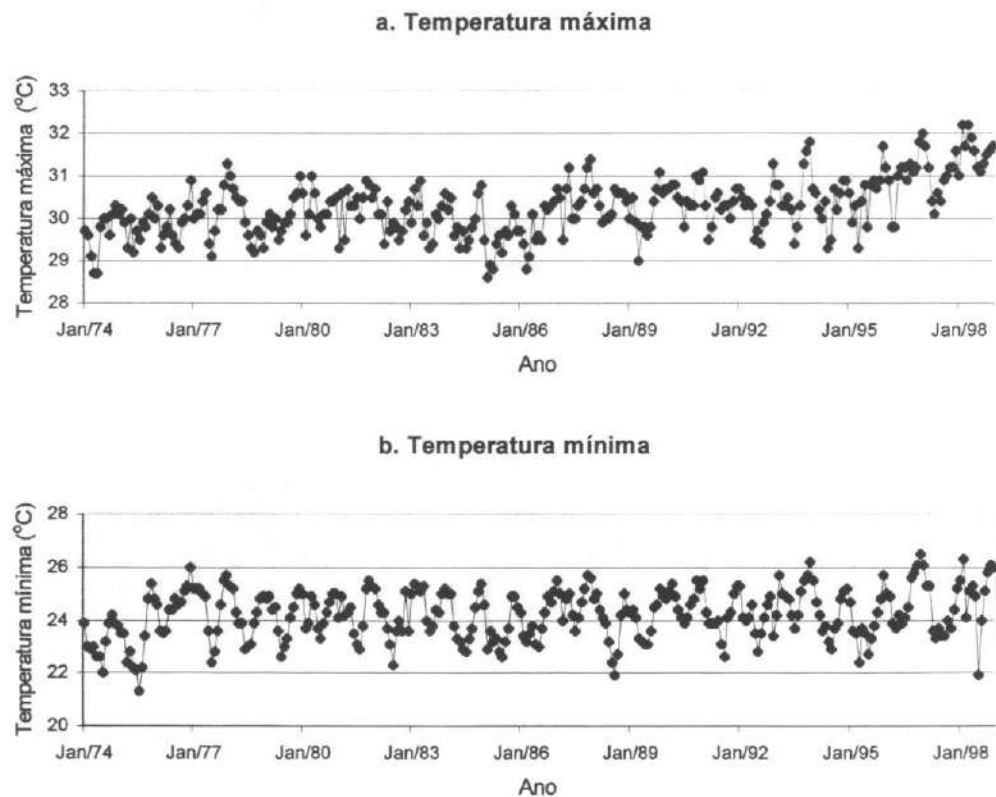 a. Temperatura máxima
Temperatura máxima (°C)
33
32
31
30
29
28
Jan/74 Jan/77 Jan/80 Jan/83 Jan/86 Jan/89 Jan/92 Jan/95 Jan/98
Ano
b. Temperatura mínima
Temperatura mínima (°C)
28
26
24
22
20
Jan/74 Jan/77 Jan/80 Jan/83 Jan/86 Jan/89 Jan/92 Jan/95 Jan/98
Ano